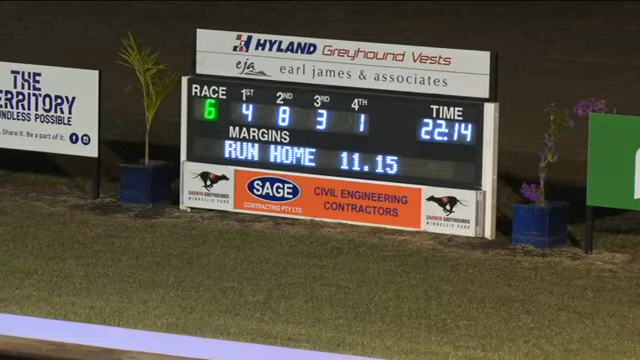 HYLAND Greyhound Vests
eja earl james & associates
THE
ERRITORY
NDLESS POSSIBLE
Share it. Be a part of it.
RACE 1ST 2ND 3RD 4TH TIME
6 4 8 3 1 22.14
MARGINS
RUN HOME 11.15
DARWIN GREYHOUNDS
WINNELLIE PARK
SAGE
CONTRACTING PTY LTD
CIVIL ENGINEERING
CONTRACTORS
DARWIN GREYHOUNDS
WINNELLIE PARK